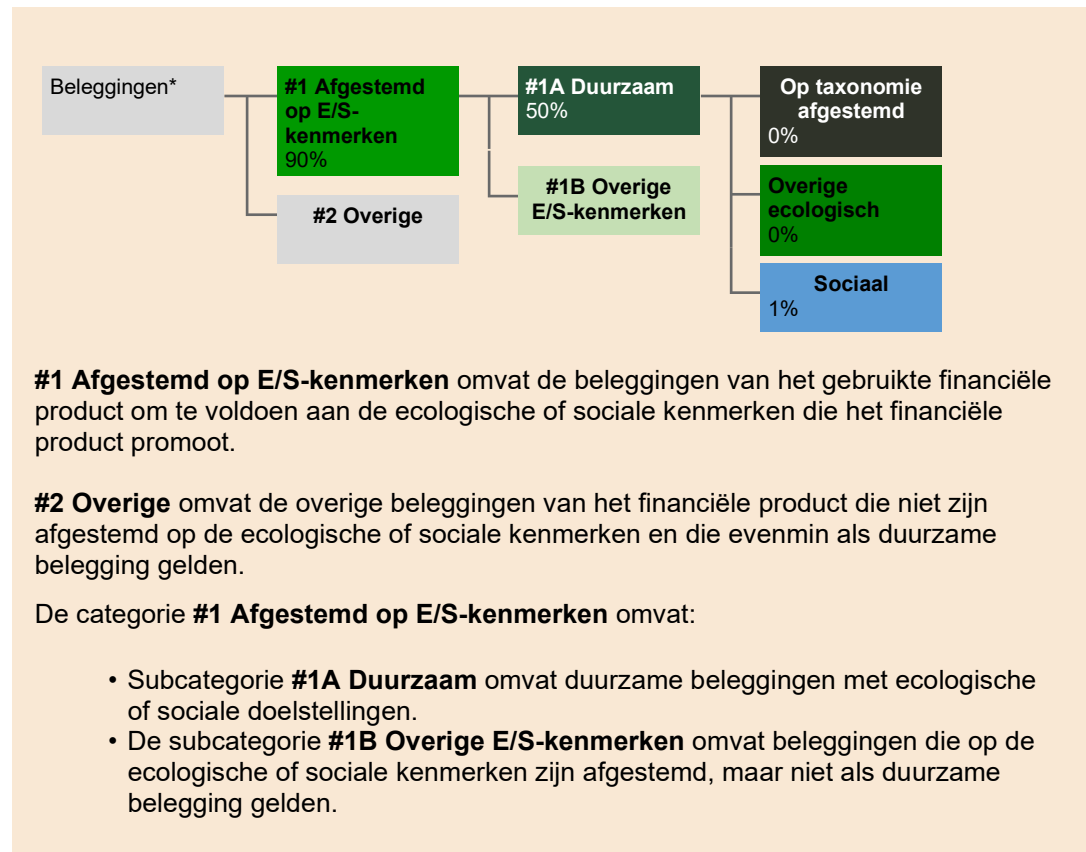 Beleggingen*
#1 Afgestemd
op E/S-
kenmerken
90%
#2 Overige
#1A Duurzaam
50%
#1B Overige
E/S-kenmerken
Op taxonomie
afgestemd
0%
Overige
ecologisch
0%
Sociaal
1%
#1 Afgestemd op E/S-kenmerken omvat de beleggingen van het gebruikte financiële
product om te voldoen aan de ecologische of sociale kenmerken die het financiële
product promoot.
#2 Overige omvat de overige beleggingen van het financiële product die niet zijn
afgestemd op de ecologische of sociale kenmerken en die evenmin als duurzame
belegging gelden.
De categorie #1 Afgestemd op E/S-kenmerken omvat:
• Subcategorie #1A Duurzaam omvat duurzame beleggingen met ecologische
of sociale doelstellingen.
• De subcategorie #1B Overige E/S-kenmerken omvat beleggingen die op de
ecologische of sociale kenmerken zijn afgestemd, maar niet als duurzame
belegging gelden.